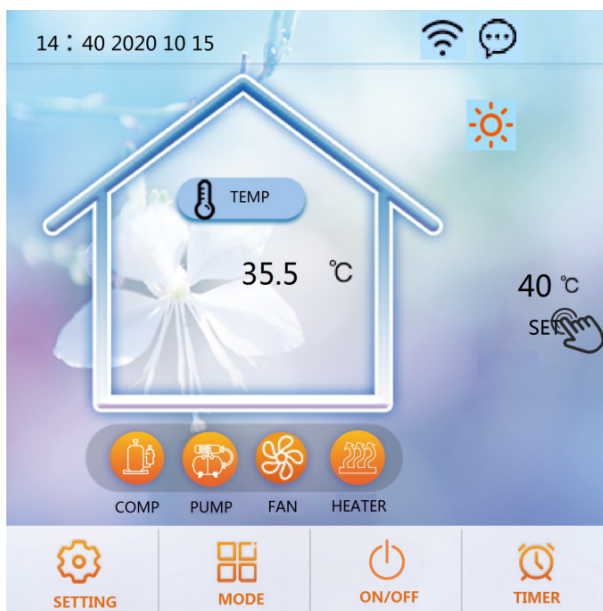 14：40 2020 10 15
TEMP
35.5 ℃
40 ℃
SET
COMP PUMP FAN HEATER
SETTING MODE ON/OFF TIMER